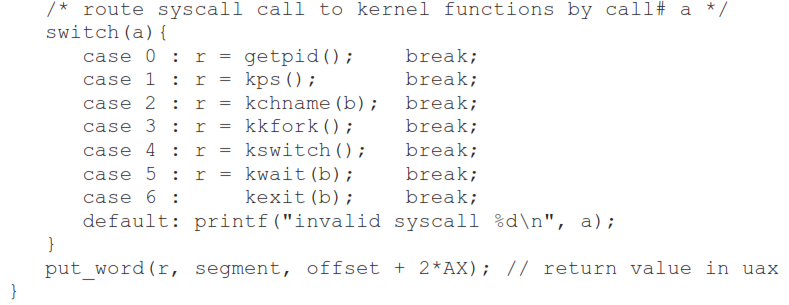 /* route syscall call to kernel functions by call# a */
switch(a){
case 0 : r = getpid(); break;
case 1 : r = kps(); break;
case 2 : r = kchname(b); break;
case 3 : r = kkfork(); break;
case 4 : r = kswitch(); break;
case 5 : r = kwait(b); break;
case 6 : kexit(b); break;
default: printf("invalid syscall %d\n", a);
}
put_word(r, segment, offset + 2*AX); // return value in uax
}